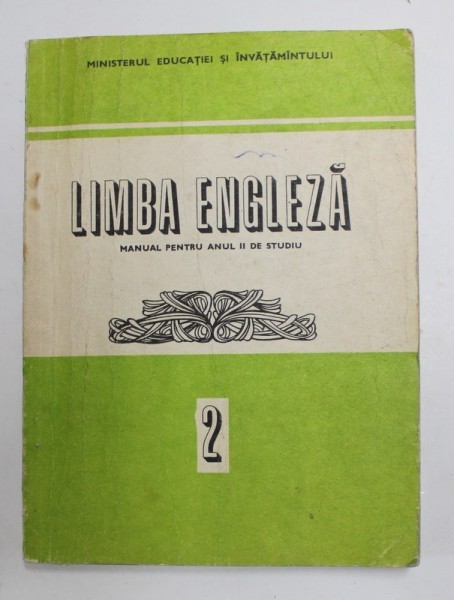 MINISTERUL EDUCAȚIEI ȘI ÎNVĂȚĂMÎNTULUI
LIMBA ENGLEZĂ
MANUAL PENTRU ANUL II DE STUDIU
2